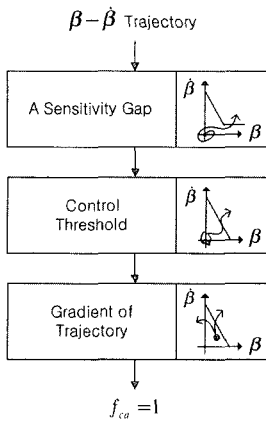 β − β̇ Trajectory
A Sensitivity Gap
β̇
β
Control
Threshold
β̇
β
Gradient of
Trajectory
β̇
β
f_ca = 1